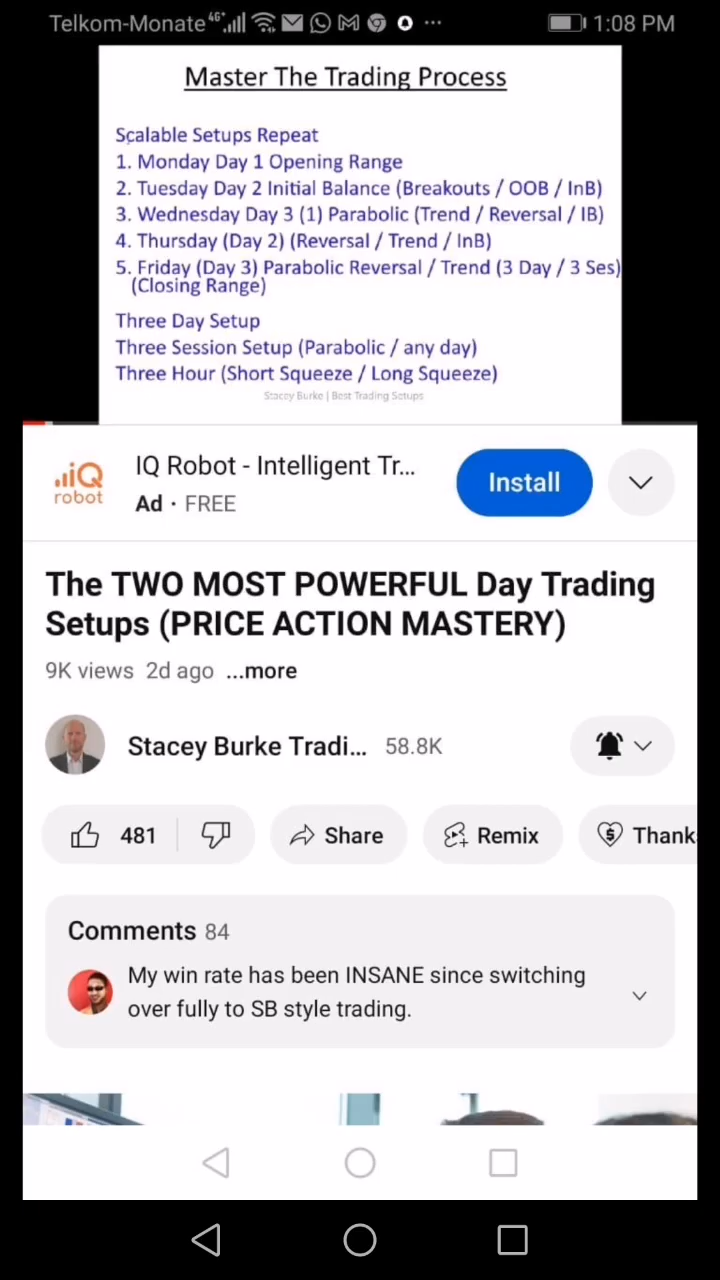 Telkom-Monate 4G+ 1:08 PM
Master The Trading Process
Scalable Setups Repeat
1. Monday Day 1 Opening Range
2. Tuesday Day 2 Initial Balance (Breakouts / OOB / InB)
3. Wednesday Day 3 (1) Parabolic (Trend / Reversal / IB)
4. Thursday (Day 2) (Reversal / Trend / InB)
5. Friday (Day 3) Parabolic Reversal / Trend (3 Day / 3 Ses)
(Closing Range)
Three Day Setup
Three Session Setup (Parabolic / any day)
Three Hour (Short Squeeze / Long Squeeze)
Stacey Burke | Best Trading Setups
iQ
robot
IQ Robot - Intelligent Tr...
Ad · FREE
Install
The TWO MOST POWERFUL Day Trading
Setups (PRICE ACTION MASTERY)
9K views 2d ago ...more
Stacey Burke Tradi... 58.8K
481 Share Remix Thank
Comments 84
My win rate has been INSANE since switching
over fully to SB style trading.